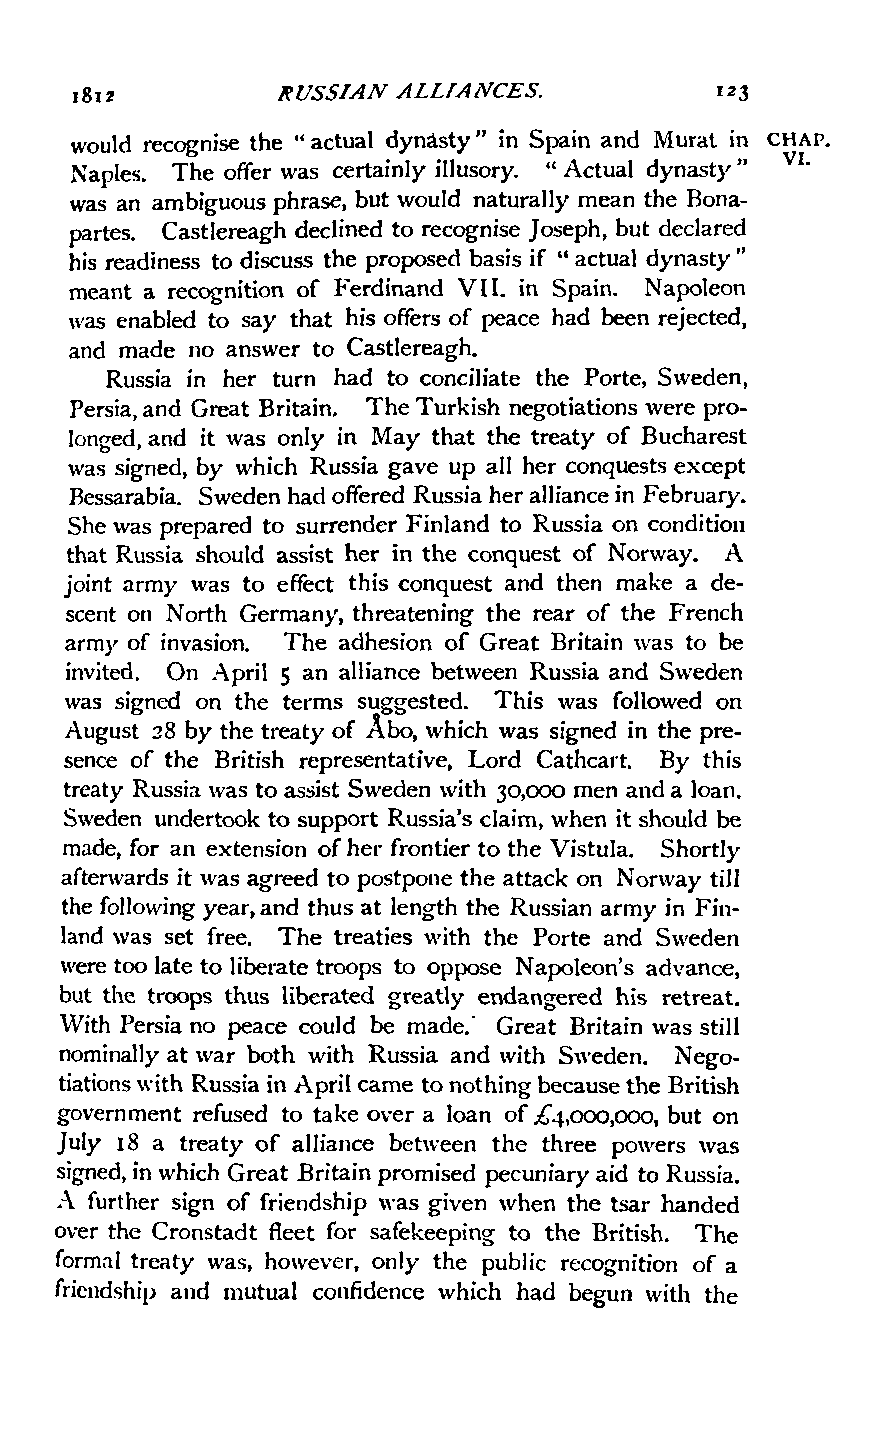 1812 RUSSIAN ALLIANCES. 123
would recognise the "actual dynasty" in Spain and Murat in CHAP.
Naples. The offer was certainly illusory. "Actual dynasty" VI.
was an ambiguous phrase, but would naturally mean the Bona-
partes. Castlereagh declined to recognise Joseph, but declared
his readiness to discuss the proposed basis if "actual dynasty"
meant a recognition of Ferdinand VII. in Spain. Napoleon
was enabled to say that his offers of peace had been rejected,
and made no answer to Castlereagh.
Russia in her turn had to conciliate the Porte, Sweden,
Persia, and Great Britain. The Turkish negotiations were pro-
longed, and it was only in May that the treaty of Bucharest
was signed, by which Russia gave up all her conquests except
Bessarabia. Sweden had offered Russia her alliance in February.
She was prepared to surrender Finland to Russia on condition
that Russia should assist her in the conquest of Norway. A
joint army was to effect this conquest and then make a de-
scent on North Germany, threatening the rear of the French
army of invasion. The adhesion of Great Britain was to be
invited. On April 5 an alliance between Russia and Sweden
was signed on the terms suggested. This was followed on
August 28 by the treaty of Åbo, which was signed in the pre-
sence of the British representative, Lord Cathcart. By this
treaty Russia was to assist Sweden with 30,000 men and a loan.
Sweden undertook to support Russia's claim, when it should be
made, for an extension of her frontier to the Vistula. Shortly
afterwards it was agreed to postpone the attack on Norway till
the following year, and thus at length the Russian army in Fin-
land was set free. The treaties with the Porte and Sweden
were too late to liberate troops to oppose Napoleon's advance,
but the troops thus liberated greatly endangered his retreat.
With Persia no peace could be made. Great Britain was still
nominally at war both with Russia and with Sweden. Nego-
tiations with Russia in April came to nothing because the British
government refused to take over a loan of £4,000,000, but on
July 18 a treaty of alliance between the three powers was
signed, in which Great Britain promised pecuniary aid to Russia.
A further sign of friendship was given when the tsar handed
over the Cronstadt fleet for safekeeping to the British. The
formal treaty was, however, only the public recognition of a
friendship and mutual confidence which had begun with the